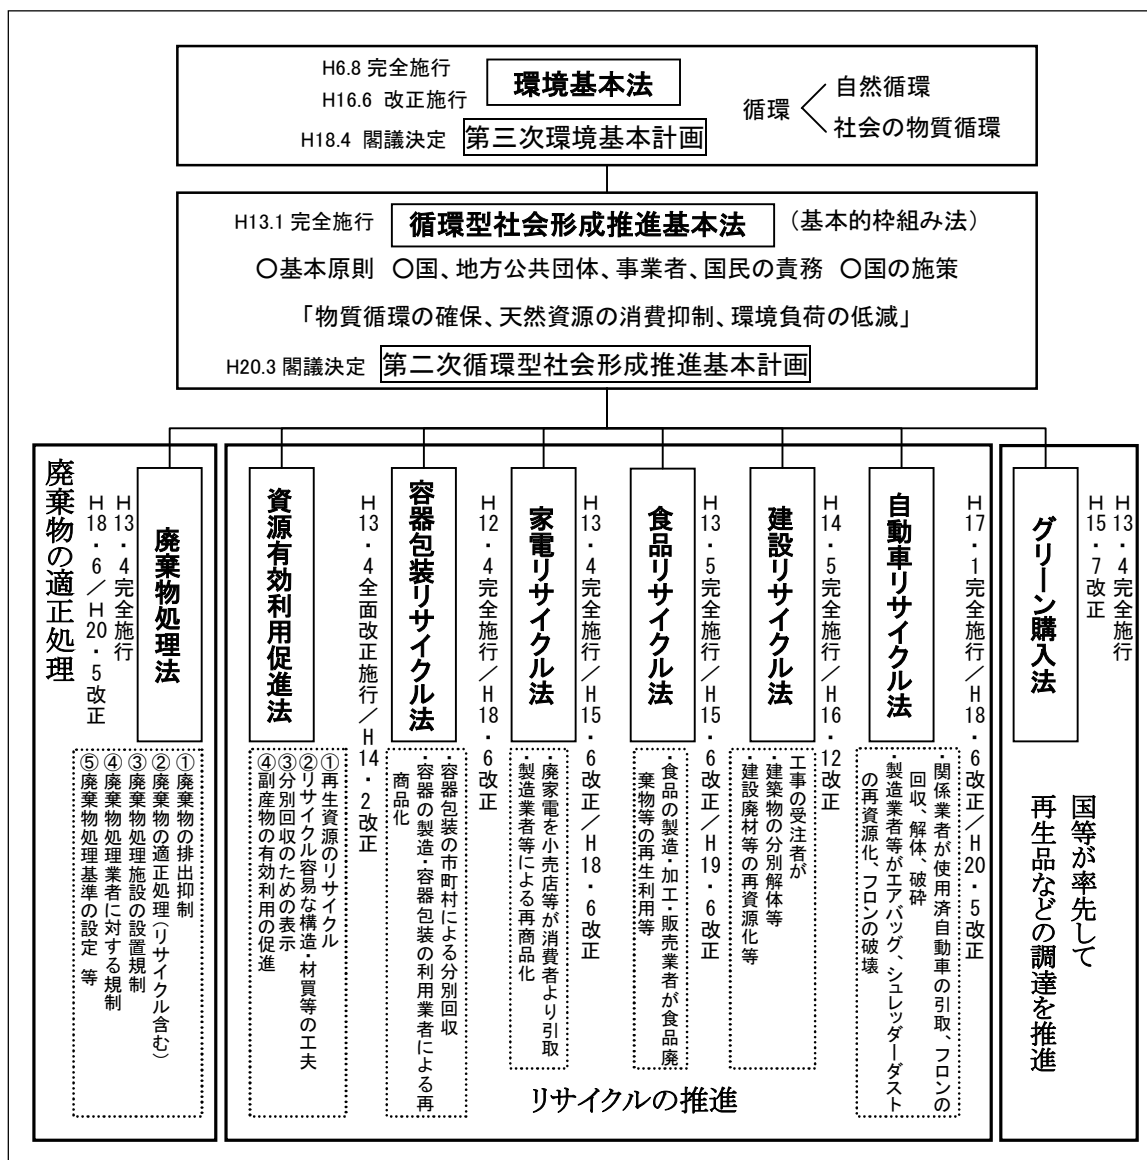 H6.8 完全施行
環境基本法
H16.6 改正施行
循環
自然循環
社会の物質循環
H18.4 閣議決定
第三次環境基本計画
H13.1 完全施行
循環型社会形成推進基本法
（基本的枠組み法）
○基本原則 ○国、地方公共団体、事業者、国民の責務 ○国の施策
「物質循環の確保、天然資源の消費抑制、環境負荷の低減」
H20.3 閣議決定
第二次循環型社会形成推進基本計画
廃棄物の適正処理
廃棄物処理法
H13・4完全施行
H18・6／H20・5改正
①廃棄物の排出抑制
②廃棄物の適正処理（リサイクル含む）
③廃棄物処理施設の設置規制
④廃棄物処理業者に対する規制
⑤廃棄物処理基準の設定 等
資源有効利用促進法
H13・4全面改正施行／H14・2改正
①再生資源のリサイクル
②リサイクル容易な構造・材買等の工夫
③分別回収のための表示
④副産物の有効利用の促進
容器包装リサイクル法
H12・4完全施行／H18・6改正
・容器包装の市町村による分別回収
・容器の製造・容器包装の利用業者による再
商品化
家電リサイクル法
H13・4完全施行／H15・6改正／H18・6改正
・廃家電を小売店等が消費者より引取
・製造業者等による再商品化
食品リサイクル法
H13・5完全施行／H15・6改正／H19・6改正
・食品の製造・加工・販売業者が食品廃
棄物等の再生利用等
建設リサイクル法
H14・5完全施行／H16・12改正
工事の受注者が
・建築物の分別解体等
・建設廃材等の再資源化等
自動車リサイクル法
H17・1完全施行／H18・6改正／H20・5改正
・関係業者が使用済自動車の引取、フロンの
回収、解体、破砕
・製造業者等がエアバッグ、シュレッダーダスト
の再資源化、フロンの破壊
リサイクルの推進
グリーン購入法
H13・4完全施行
H15・7改正
国等が率先して
再生品などの調達を推進